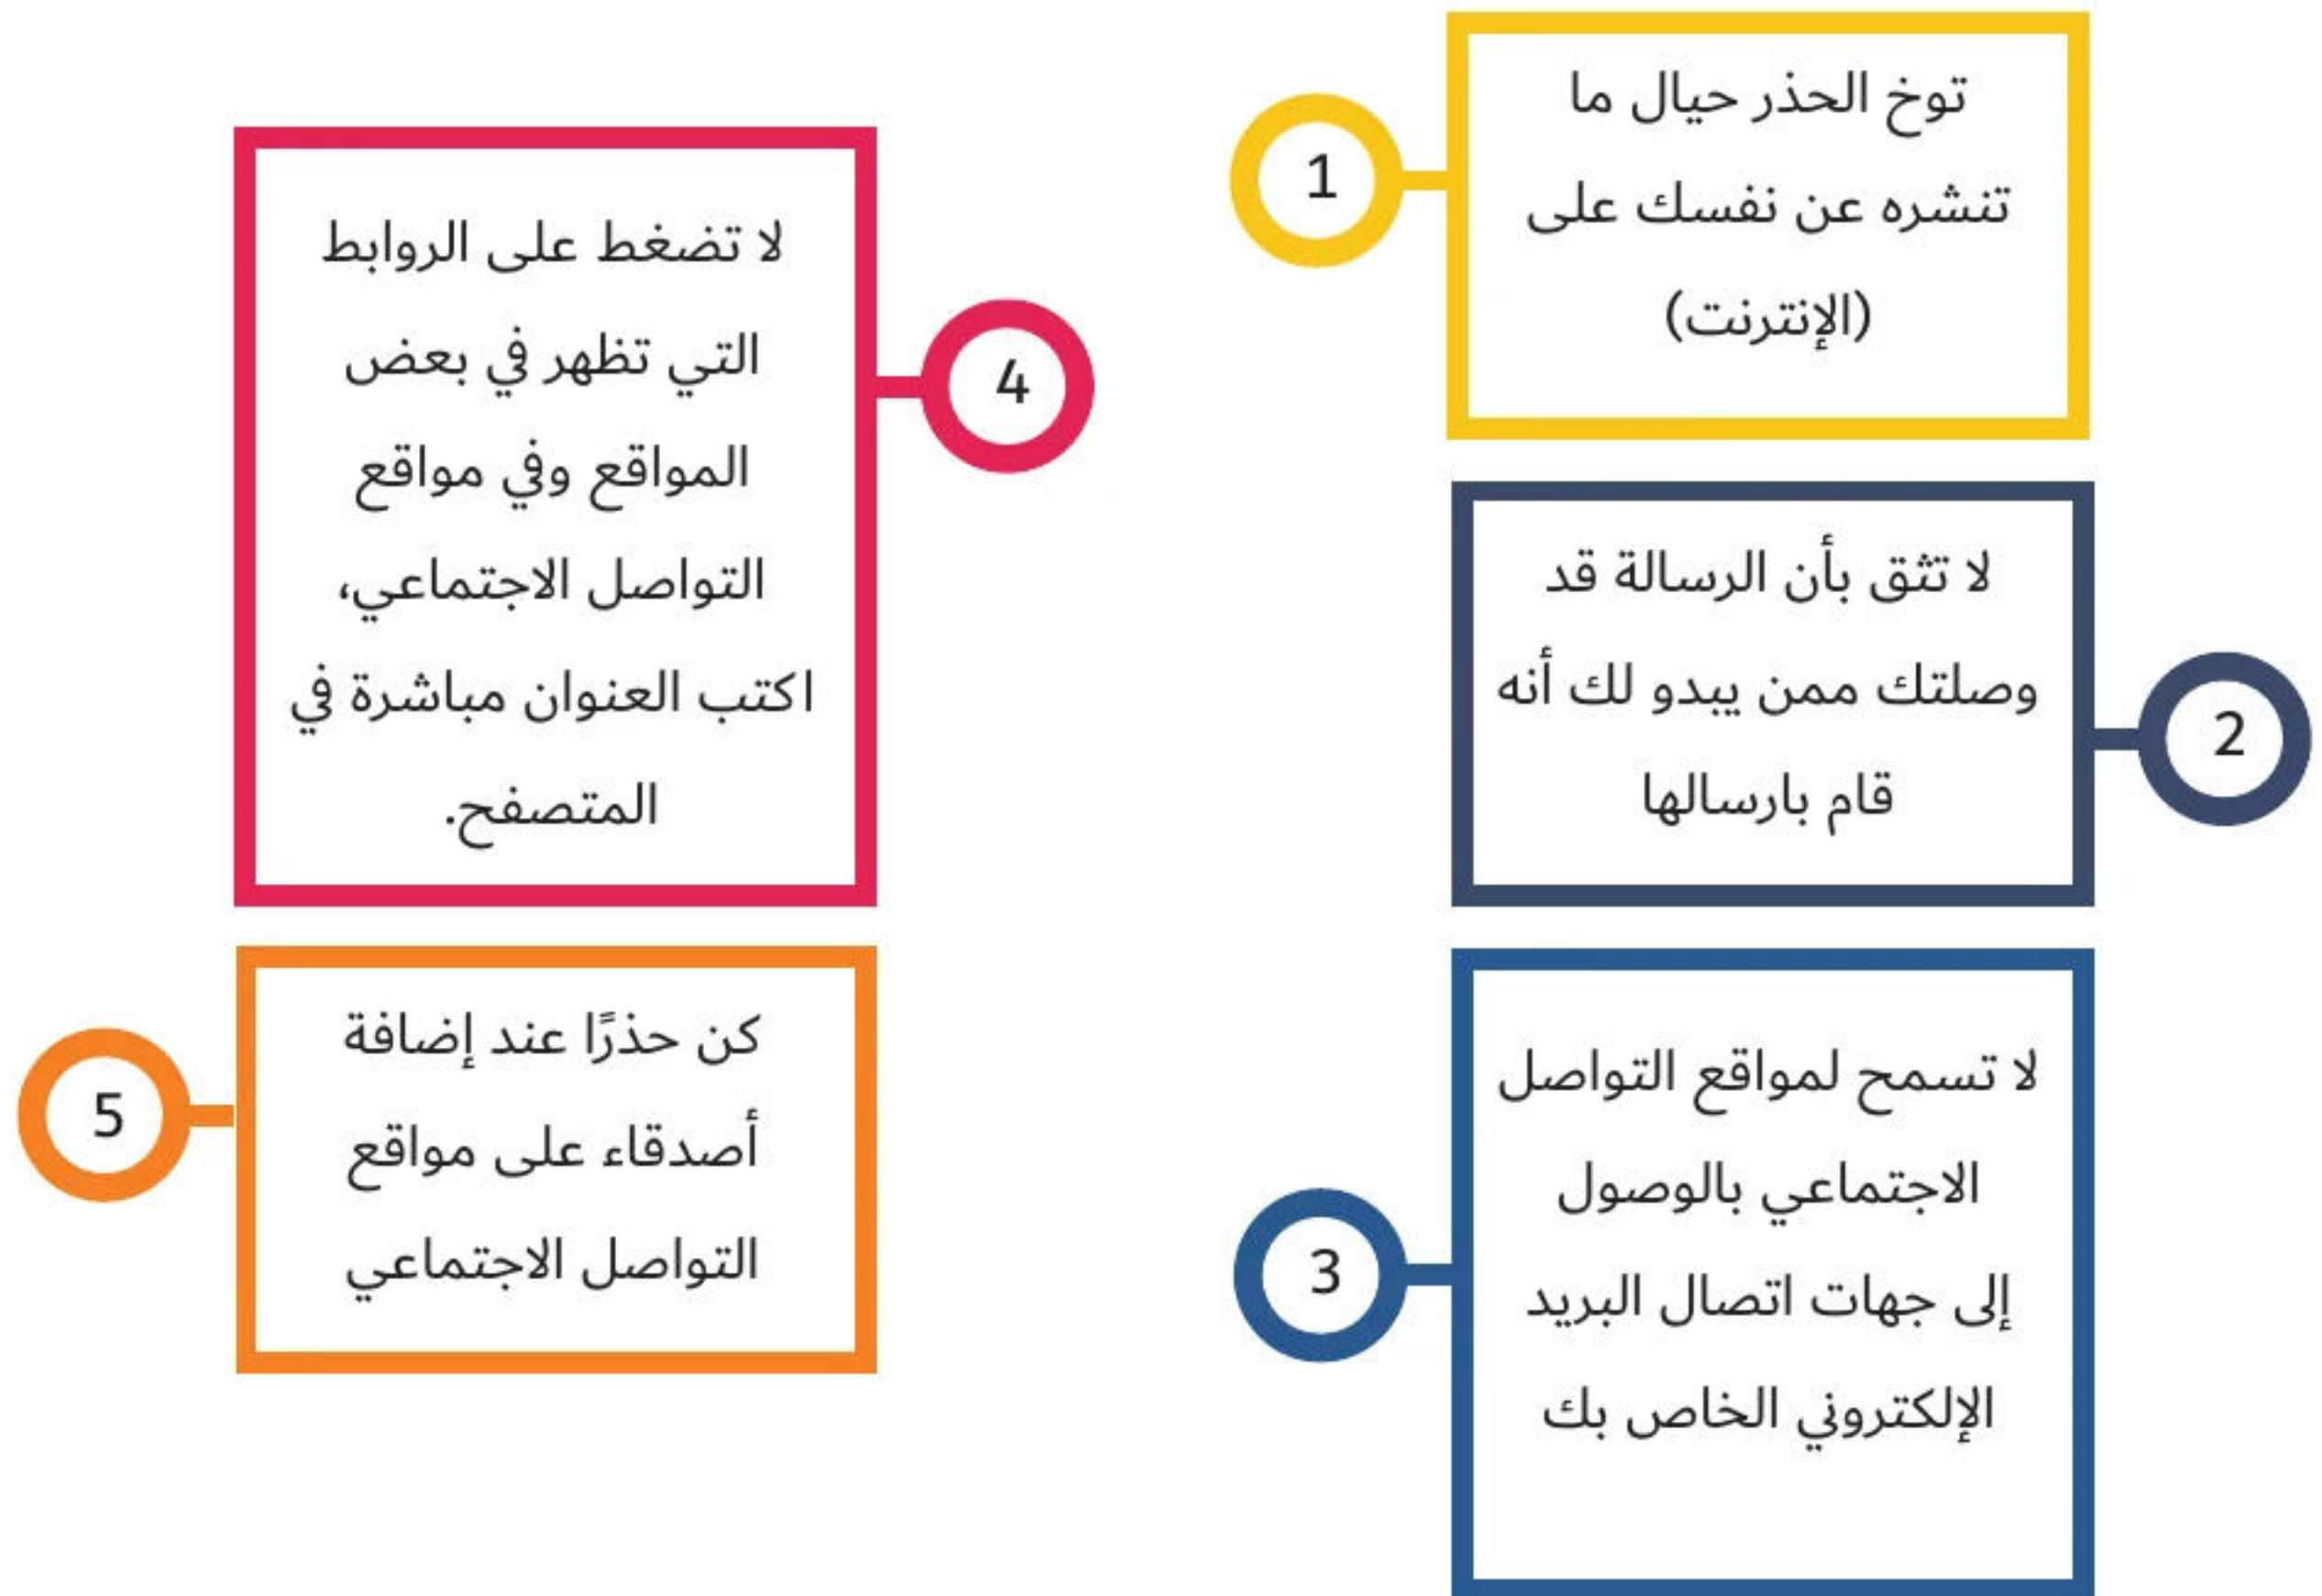 1
توخ الحذر حيال ما
تنشره عن نفسك على
(الإنترنت)
2
لا تثق بأن الرسالة قد
وصلتك ممن يبدو لك أنه
قام بارسالها
3
لا تسمح لمواقع التواصل
الاجتماعي بالوصول
إلى جهات اتصال البريد
الإلكتروني الخاص بك
4
لا تضغط على الروابط
التي تظهر في بعض
المواقع وفي مواقع
التواصل الاجتماعي،
اكتب العنوان مباشرة في
المتصفح.
5
كن حذرًا عند إضافة
أصدقاء على مواقع
التواصل الاجتماعي